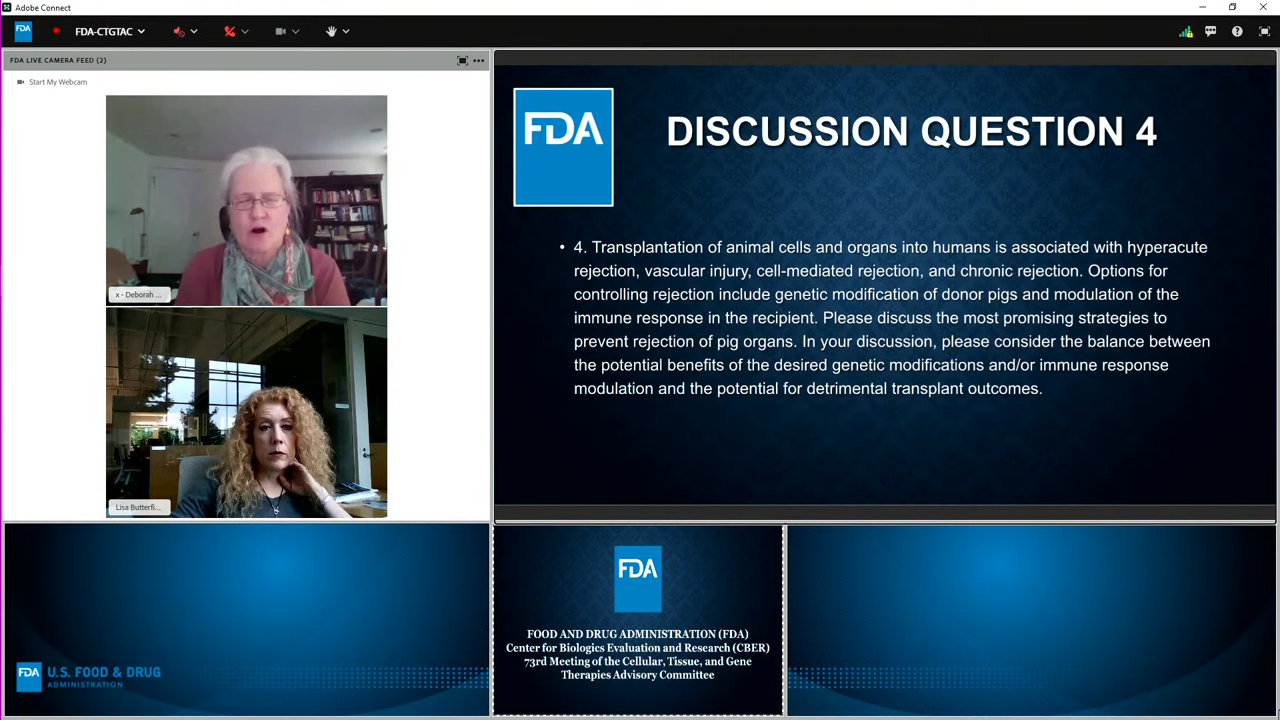 Adobe Connect
FDA
FDA-CTGTAC
FDA LIVE CAMERA FEED (2)
Start My Webcam
x - Deborah ...
Lisa Butterfi...
FDA
DISCUSSION QUESTION 4
• 4. Transplantation of animal cells and organs into humans is associated with hyperacute
rejection, vascular injury, cell-mediated rejection, and chronic rejection. Options for
controlling rejection include genetic modification of donor pigs and modulation of the
immune response in the recipient. Please discuss the most promising strategies to
prevent rejection of pig organs. In your discussion, please consider the balance between
the potential benefits of the desired genetic modifications and/or immune response
modulation and the potential for detrimental transplant outcomes.
FDA
U.S. FOOD & DRUG
ADMINISTRATION
FDA
FOOD AND DRUG ADMINISTRATION (FDA)
Center for Biologics Evaluation and Research (CBER)
73rd Meeting of the Cellular, Tissue, and Gene
Therapies Advisory Committee